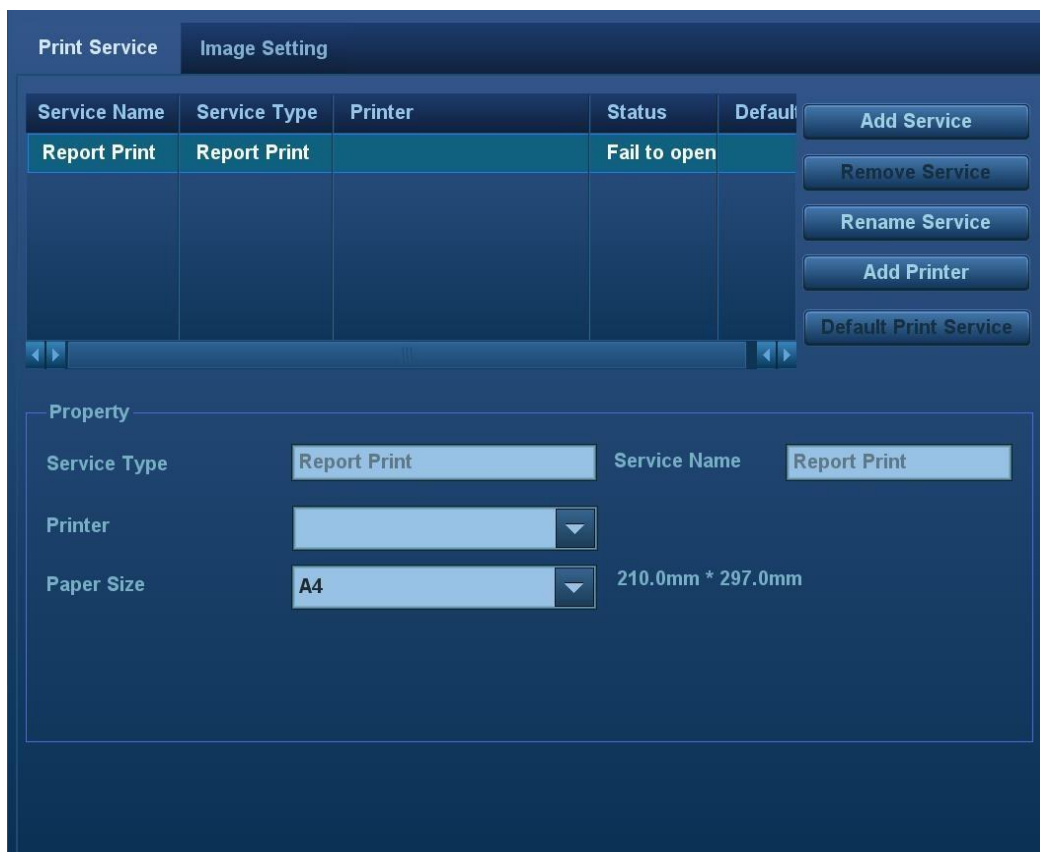 Print Service Image Setting
Service Name Service Type Printer Status Default
Report Print Report Print Fail to open
Add Service
Remove Service
Rename Service
Add Printer
Default Print Service
Property
Service Type Report Print Service Name Report Print
Printer
Paper Size A4 210.0mm * 297.0mm